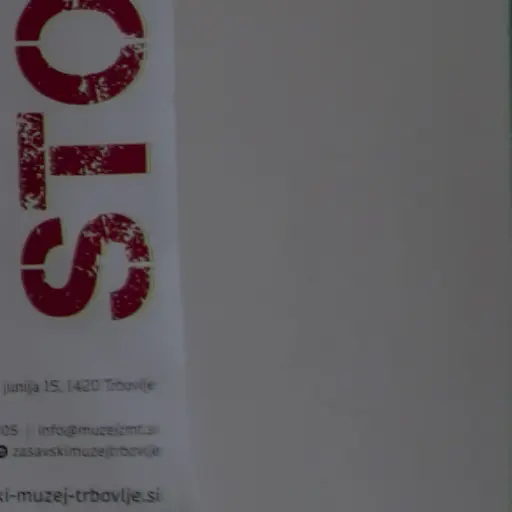 STO
junija 15, 1420 Trbovlje
05 | info@muzejzmt.si
zasavskimuzejtrbovlje
ki-muzej-trbovlje.si